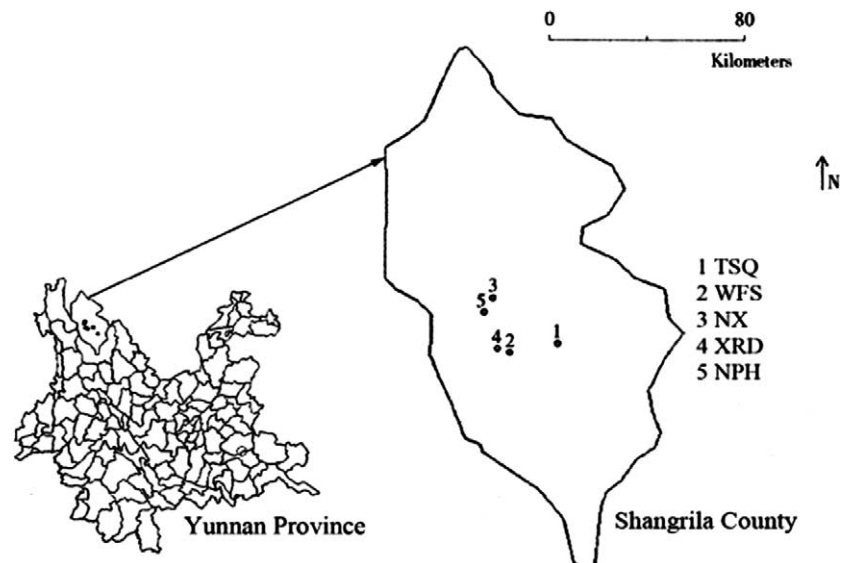 0 80
Kilometers
N
3
5
4 2 1
1 TSQ
2 WFS
3 NX
4 XRD
5 NPH
Yunnan Province
Shangrila County